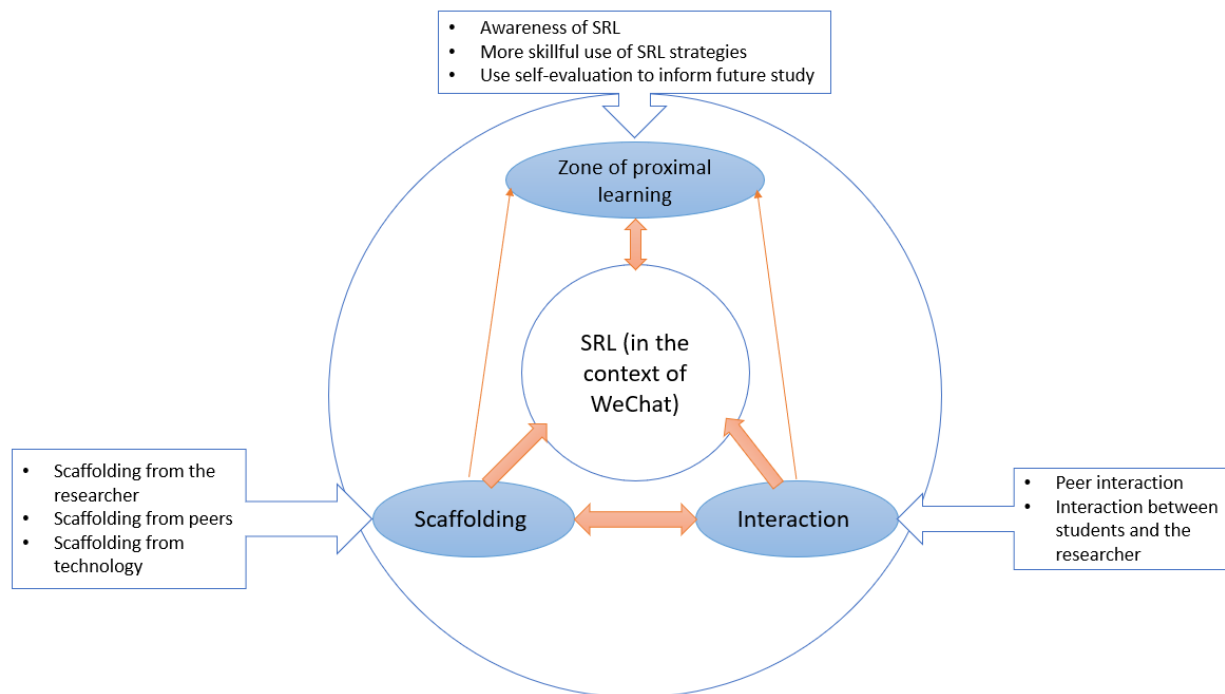 • Awareness of SRL
• More skillful use of SRL strategies
• Use self-evaluation to inform future study
Zone of proximal
learning
SRL (in the
context of
WeChat)
• Scaffolding from the
researcher
• Scaffolding from peers
• Scaffolding from
technology
Scaffolding
Interaction
• Peer interaction
• Interaction between
students and the
researcher